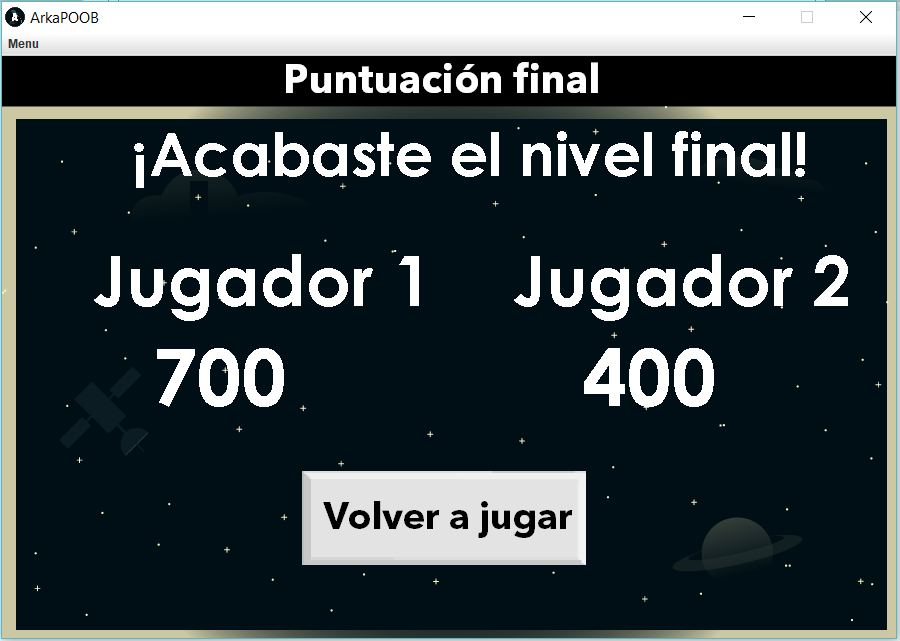 ArkaPOOB
Menu
Puntuación final
¡Acabaste el nivel final!
Jugador 1 Jugador 2
700 400
Volver a jugar